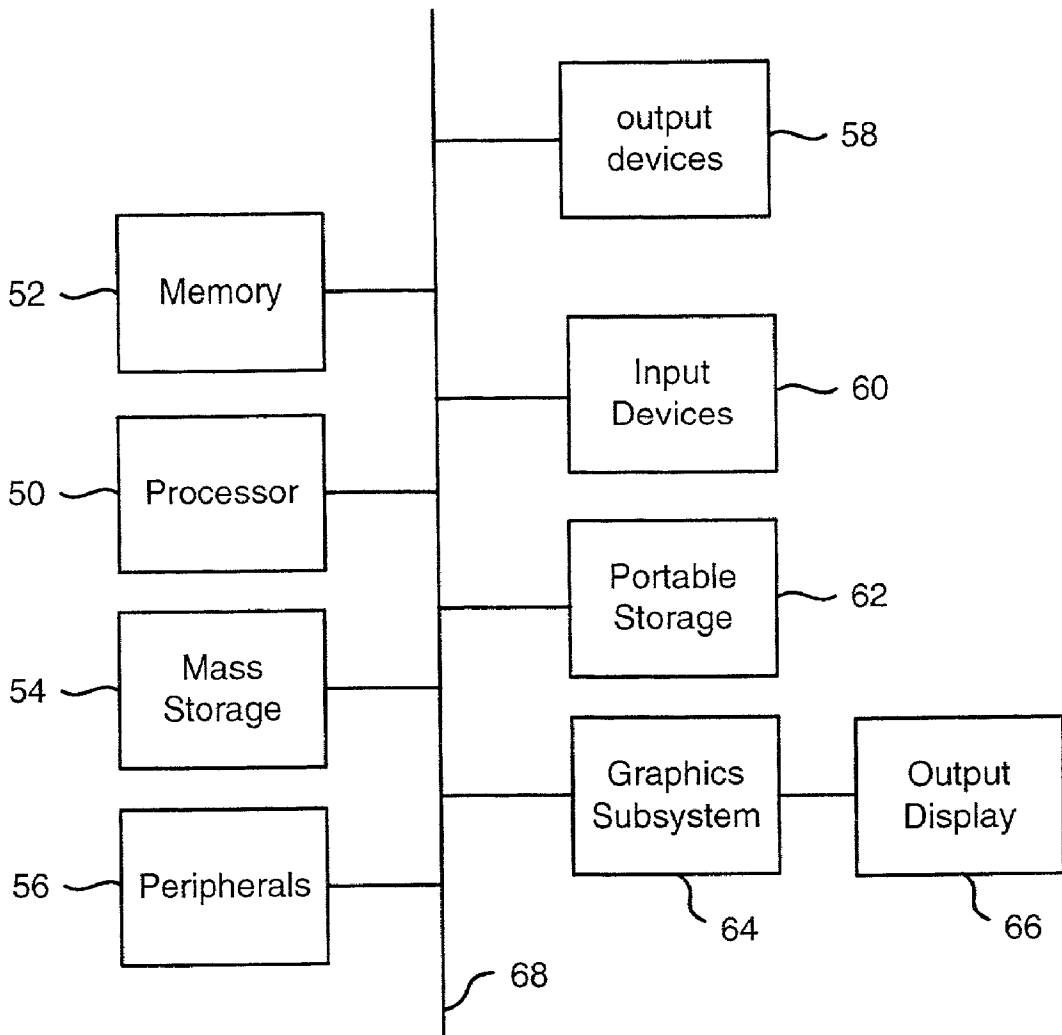 output
devices
58
52
Memory
Input
Devices
60
50
Processor
Portable
Storage
62
54
Mass
Storage
Graphics
Subsystem
Output
Display
56
Peripherals
64
66
68